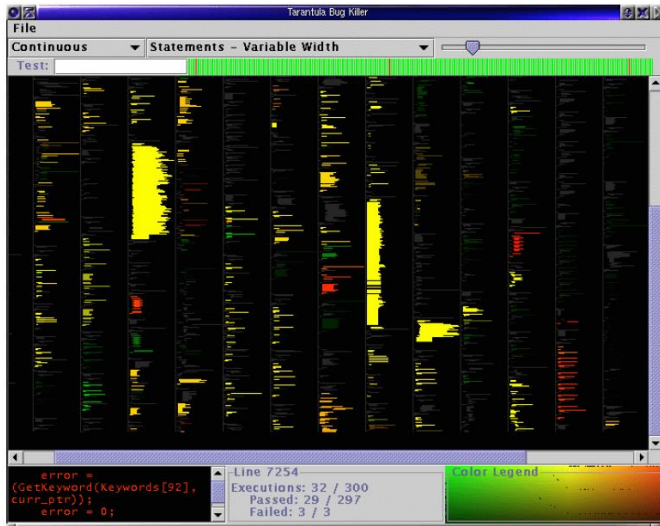 Tarantula Bug Killer
File
Continuous
Statements - Variable Width
Test:
error =
(GetKeyword(Keywords[92],
curr_ptr));
error = 0;
Line 7254
Executions: 32 / 300
Passed: 29 / 297
Failed: 3 / 3
Color Legend